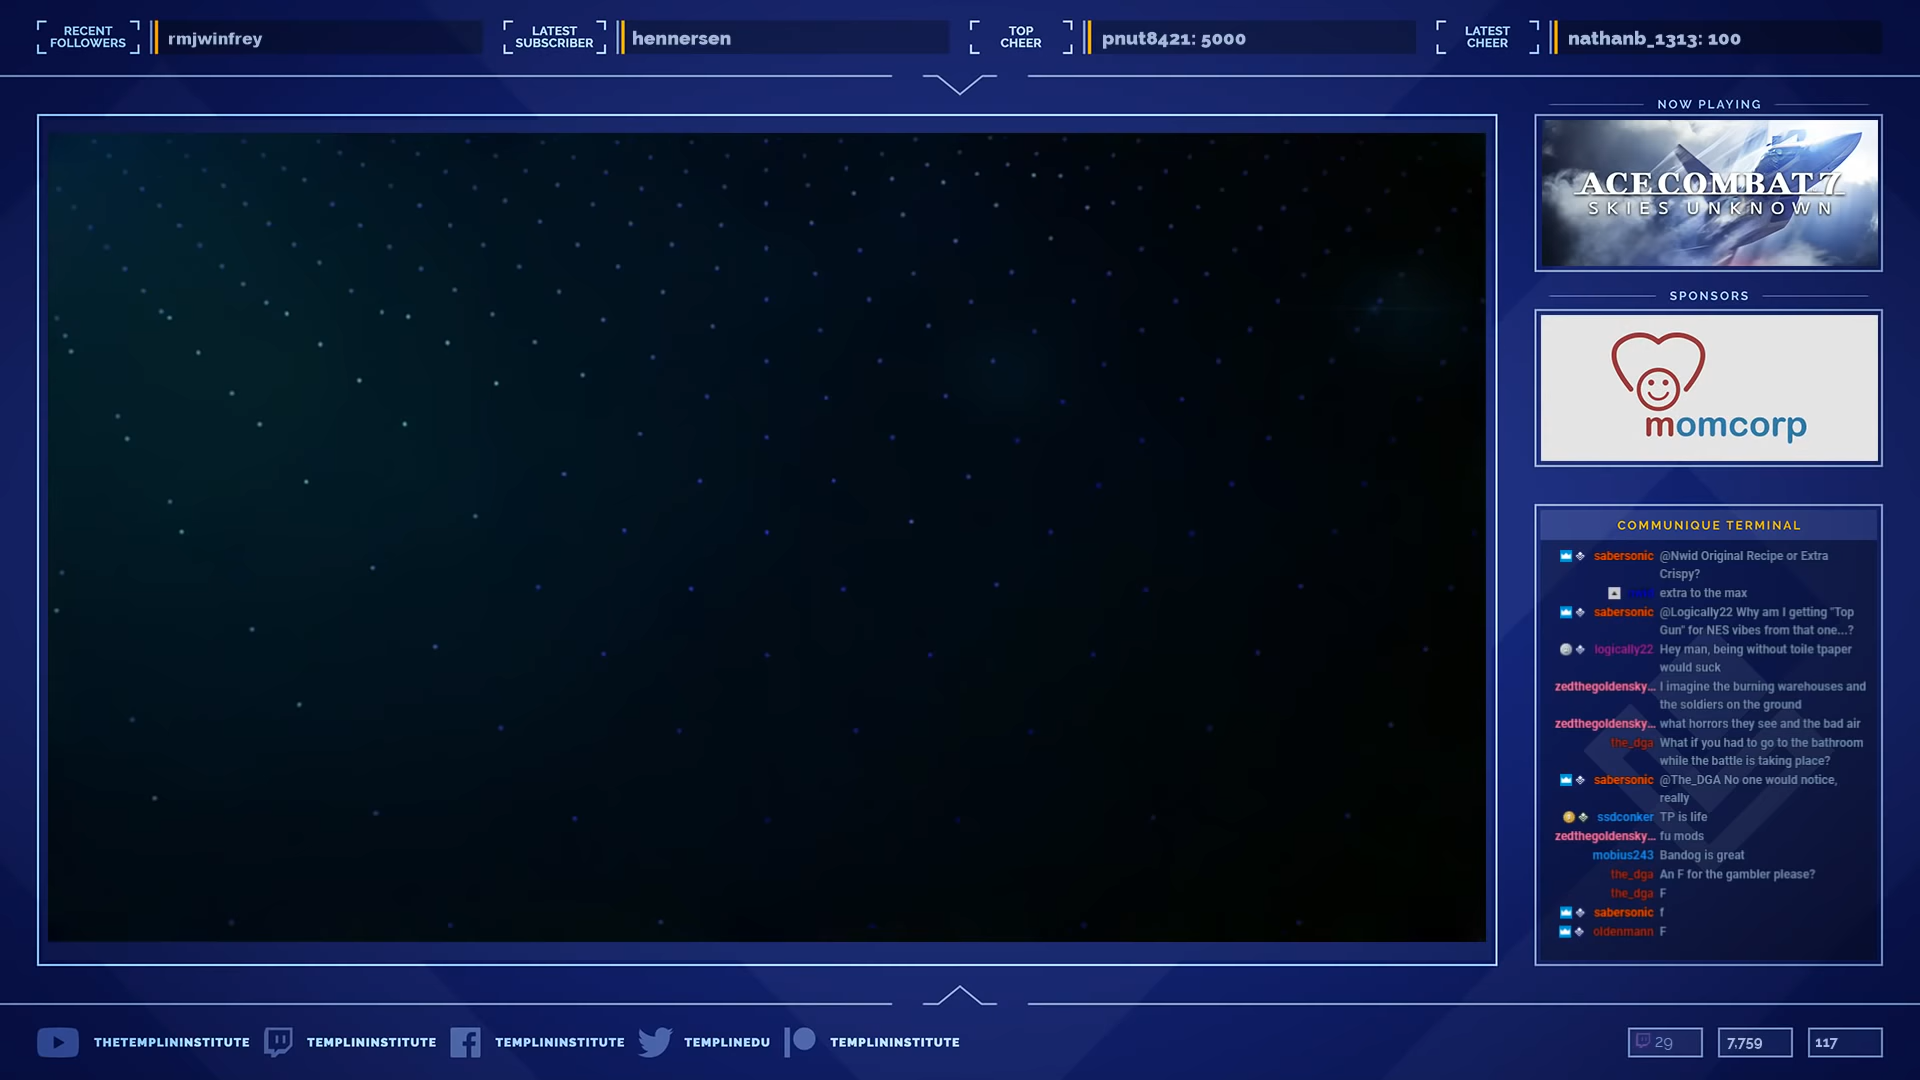 RECENT
FOLLOWERS
rmjwinfrey
LATEST
SUBSCRIBER
hennersen
TOP
CHEER
pnut8421: 5000
LATEST
CHEER
nathanb_1313: 100
NOW PLAYING
ACE COMBAT 7
SKIES UNKNOWN
SPONSORS
momcorp
COMMUNIQUE TERMINAL
sabersonic @Nwid Original Recipe or Extra
Crispy?
extra to the max
sabersonic @Logically22 Why am I getting "Top
Gun" for NES vibes from that one...?
logically22 Hey man, being without toile tpaper
would suck
zedthegoldensky... I imagine the burning warehouses and
the soldiers on the ground
zedthegoldensky... what horrors they see and the bad air
the_dga What if you had to go to the bathroom
while the battle is taking place?
sabersonic @The_DGA No one would notice,
really
ssdconker TP is life
zedthegoldensky... fu mods
mobius243 Bandog is great
the_dga An F for the gambler please?
the_dga F
sabersonic f
oldenmann F
THETEMPLININSTITUTE TEMPLININSTITUTE TEMPLININSTITUTE TEMPLINEDU TEMPLININSTITUTE
29 7,759 117